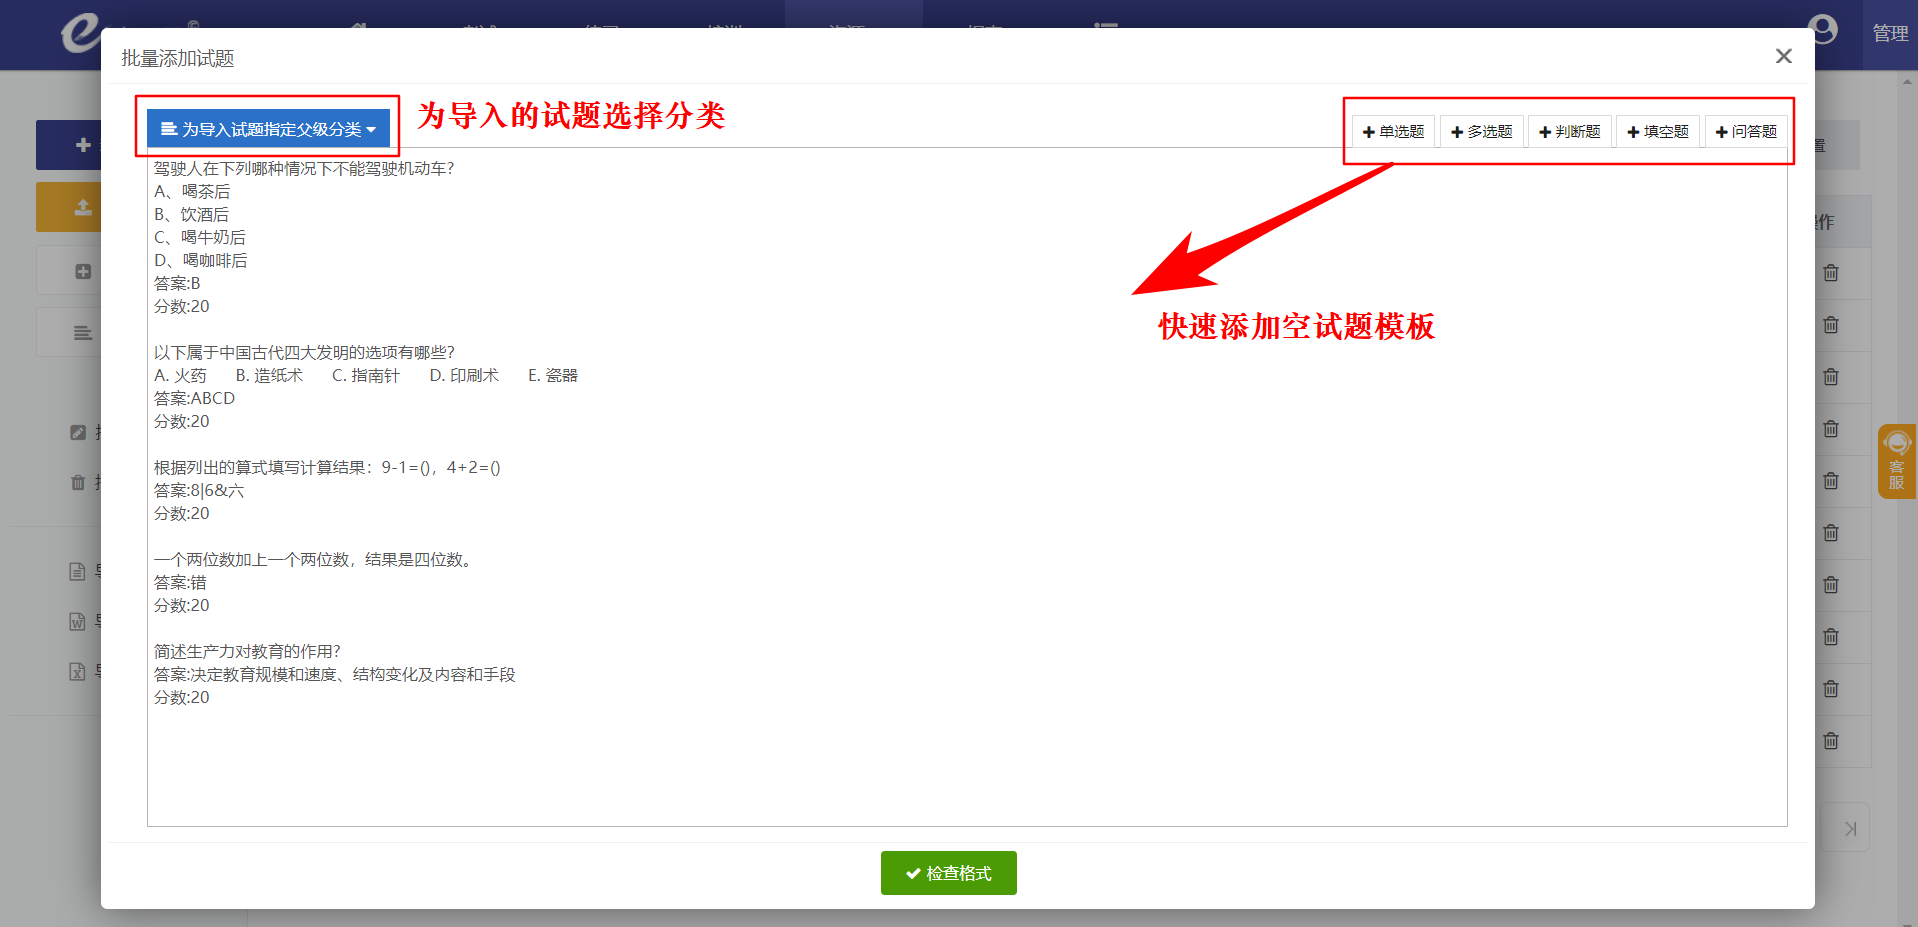 管理
批量添加试题
为导入试题指定父级分类
为导入的试题选择分类
单选题
多选题
判断题
填空题
问答题
驾驶人在下列哪种情况下不能驾驶机动车?
A、喝茶后
B、饮酒后
C、喝牛奶后
D、喝咖啡后
答案:B
分数:20
快速添加空试题模板
以下属于中国古代四大发明的选项有哪些?
A. 火药 B. 造纸术 C. 指南针 D. 印刷术 E. 瓷器
答案:ABCD
分数:20
根据列出的算式填写计算结果：9-1=()，4+2=()
答案:8|6&六
分数:20
一个两位数加上一个两位数，结果是四位数。
答案:错
分数:20
简述生产力对教育的作用?
答案:决定教育规模和速度、结构变化及内容和手段
分数:20
客
服
检查格式